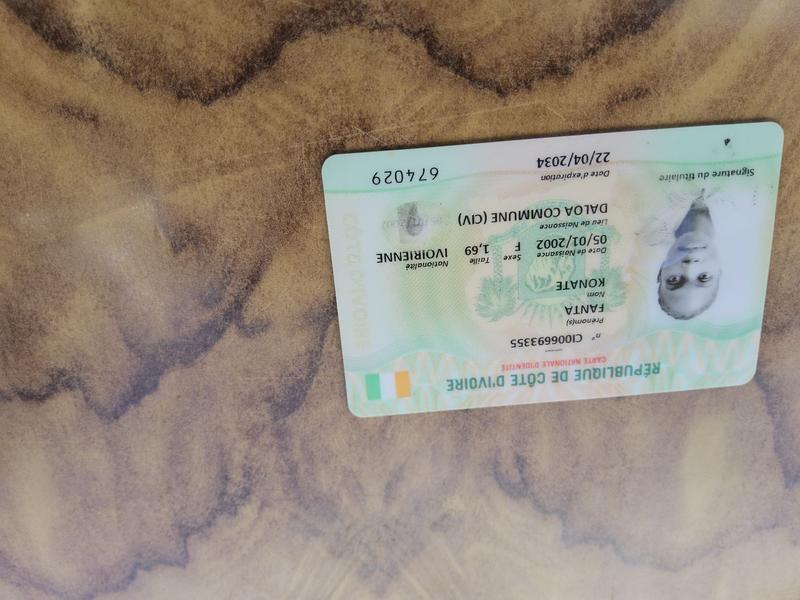 RÉPUBLIQUE DE CÔTE D'IVOIRE
CARTE NATIONALE D'IDENTITÉ
n° CI006693355
Prénom(s)
FANTA
Nom
KONATE
Date de Naissance Sexe Taille Nationalité
05/01/2002 F 1,69 IVOIRIENNE
Lieu de Naissance
DALOA COMMUNE (CIV)
Signature du titulaire
Date d'expiration
22/04/2034
674029